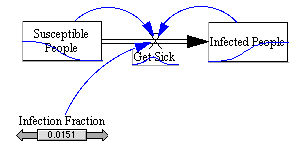 Susceptible
People
Infected People
Get Sick
Infection Fraction
0.0151